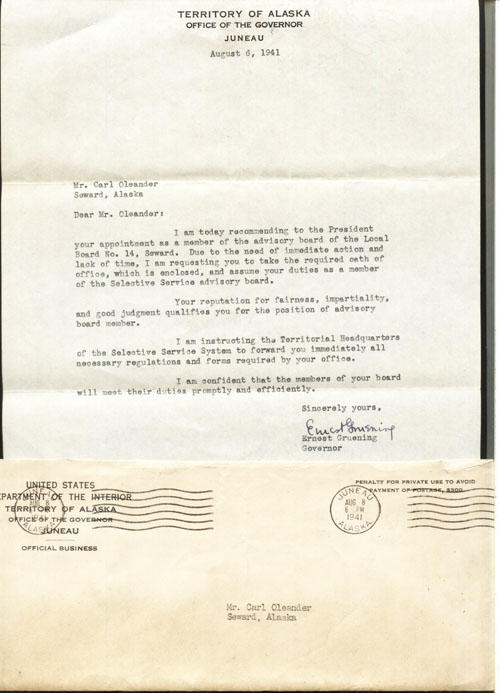 TERRITORY OF ALASKA
OFFICE OF THE GOVERNOR
JUNEAU
August 6, 1941
Mr. Carl Oleander
Seward, Alaska
Dear Mr. Oleander:
I am today recommending to the President
your appointment as a member of the advisory board of the Local
Board No. 14, Seward. Due to the need of immediate action and
lack of time, I am requesting you to take the required oath of
office, which is enclosed, and assume your duties as a member
of the Selective Service advisory board.
Your reputation for fairness, impartiality,
and good judgment qualifies you for the position of advisory
board member.
I am instructing the Territorial Headquarters
of the Selective Service System to forward you immediately all
necessary regulations and forms required by your office.
I am confident that the members of your board
will meet their duties promptly and efficiently.
Sincerely yours,
Ernest Gruening
Ernest Gruening
Governor
UNITED STATES
DEPARTMENT OF THE INTERIOR
TERRITORY OF ALASKA
OFFICE OF THE GOVERNOR
JUNEAU
OFFICIAL BUSINESS
PENALTY FOR PRIVATE USE TO AVOID
PAYMENT OF POSTAGE, $300
JUNEAU
AUG 8
6 PM
1941
ALASKA
Mr. Carl Oleander
Seward, Alaska